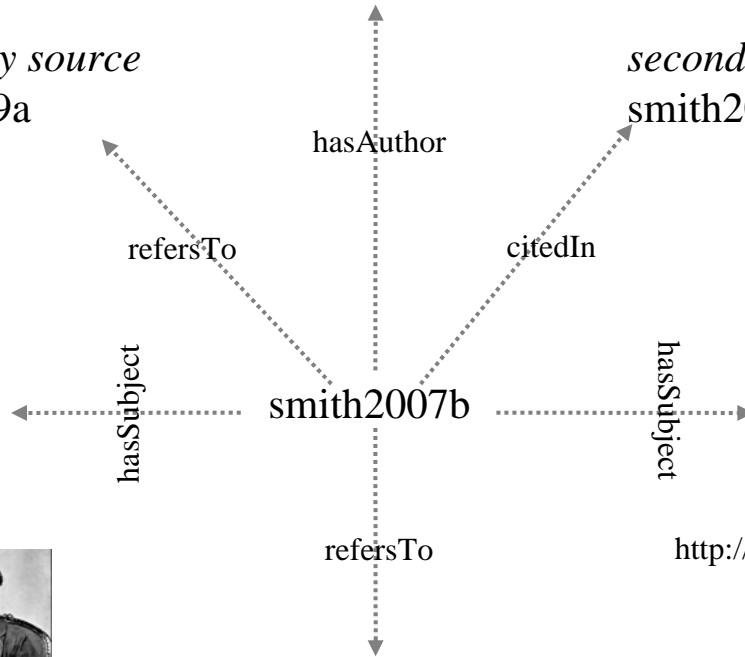 y source
9a
second
smith20
hasAuthor
refersTo
citedIn
hasSubject
smith2007b
hasSubject
refersTo
http://